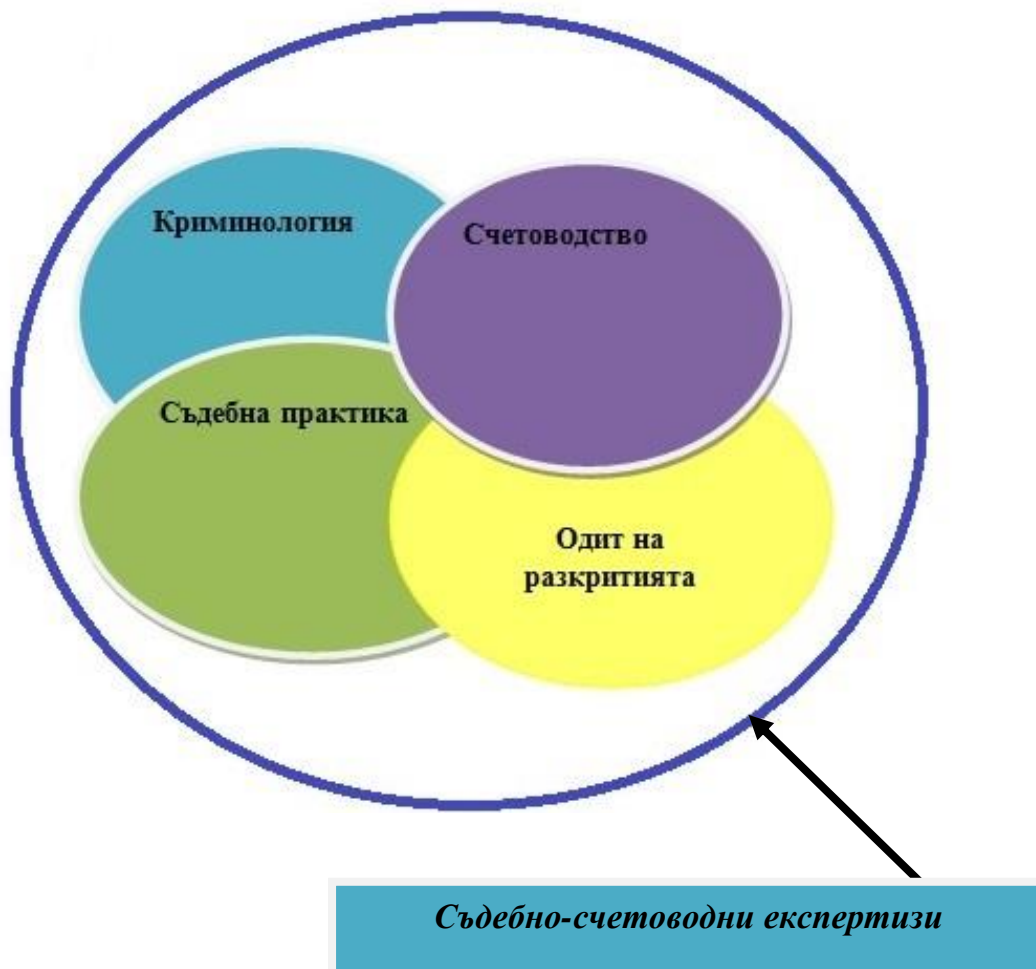 Криминология
Счетоводство
Съдебна практика
Одит на
разкритията
Съдебно-счетоводни експертизи